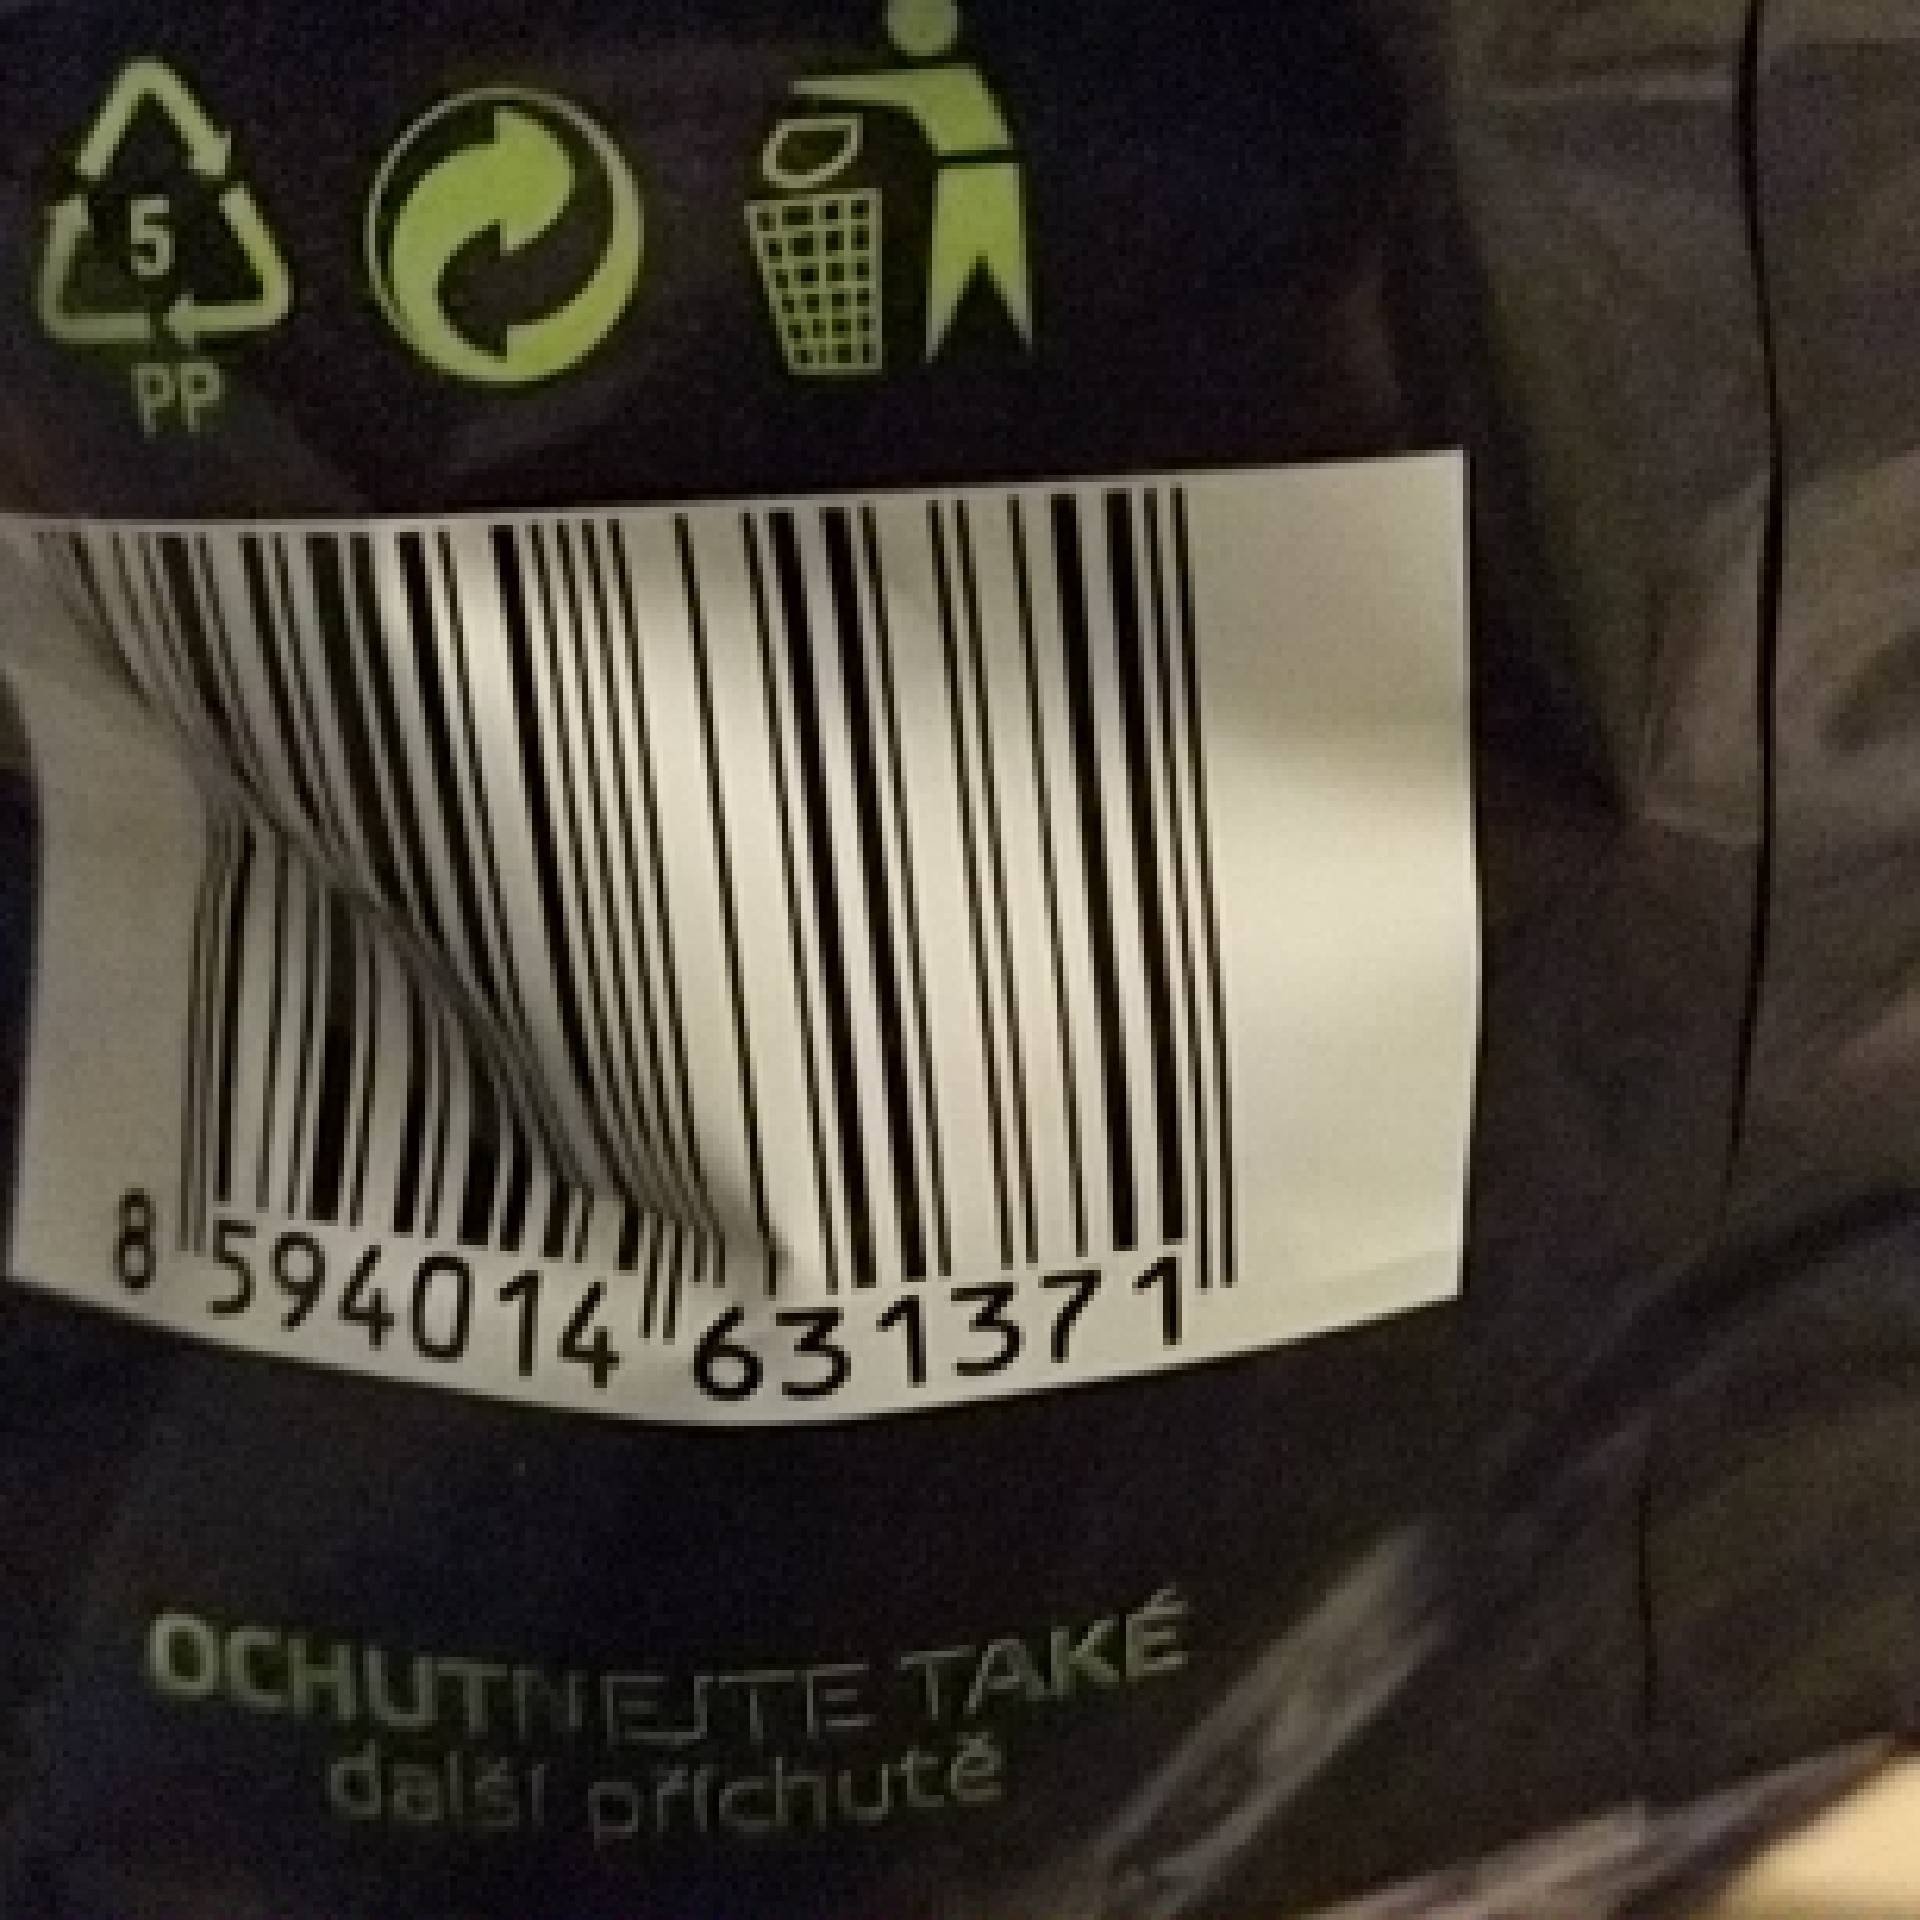 5
PP
8 594014 631371
OCHUTNEJTE TAKÉ
další příchutě